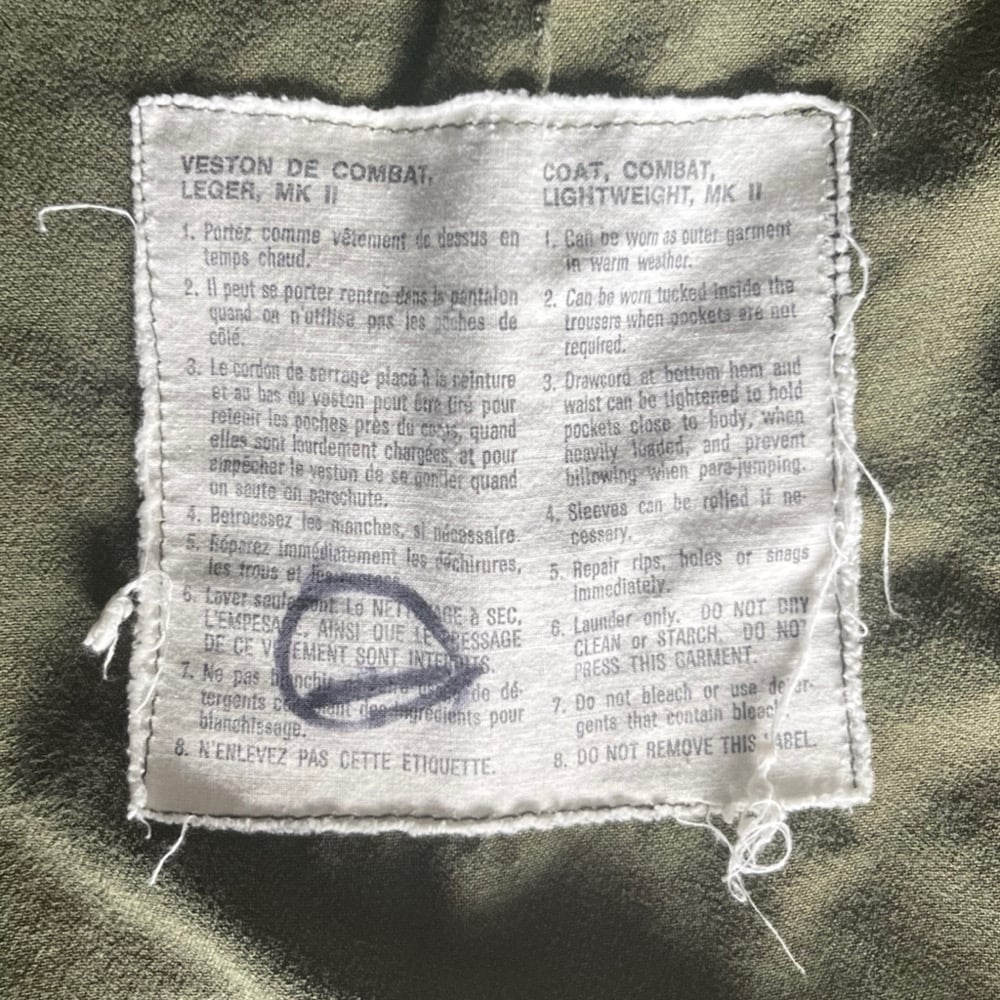 VESTON DE COMBAT,
LEGER, MK II
1. Portez comme vêtement de dessus en
temps chaud.
2. Il peut se porter rentré dans le pantalon
quand on n'utilise pas les poches de
côté.
3. Le cordon de serrage placé à la ceinture
et au bas du veston peut être tiré pour
retenir les poches près du corps, quand
elles sont lourdement chargées, et pour
empêcher le veston de se gonfler quand
on saute en parachute.
4. Retroussez les manches, si nécessaire.
5. Réparez immédiatement les déchirures,
les trous et les
6. Laver seulement. Le NETTOYAGE à SEC,
L'EMPESAGE, AINSI QUE LE PRESSAGE
DE CE VETEMENT SONT INTERDITS.
7. Ne pas blanchir de dé-
tergents contenant des ingrédients pour
blanchissage.
8. N'ENLEVEZ PAS CETTE ETIQUETTE.
COAT, COMBAT,
LIGHTWEIGHT, MK II
1. Can be worn as outer garment
in warm weather.
2. Can be worn tucked inside the
trousers when pockets are not
required.
3. Drawcord at bottom hem and
waist can be tightened to hold
pockets close to body, when
heavily loaded, and prevent
billowing when para-jumping.
4. Sleeves can be rolled if ne-
cessary.
5. Repair rips, holes or snags
immediately.
6. Launder only. DO NOT DRY
CLEAN or STARCH. DO NOT
PRESS THIS GARMENT.
7. Do not bleach or use deter-
gents that contain bleach.
8. DO NOT REMOVE THIS LABEL.